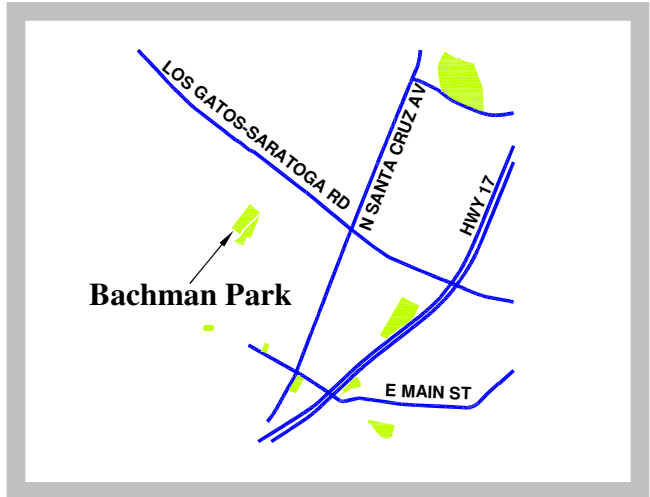 LOS GATOS-SARATOGA RD
N SANTA CRUZ AV
HWY 17
Bachman Park
E MAIN ST